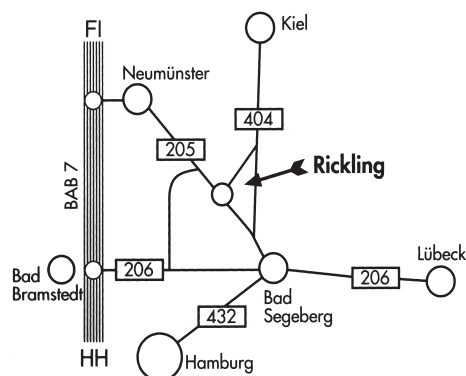 Fl
Kiel
Neumünster
404
205
Rickling
BAB 7
Lübeck
Bad
Bramstedt
206
206
Bad
Segeberg
432
HH
Hamburg